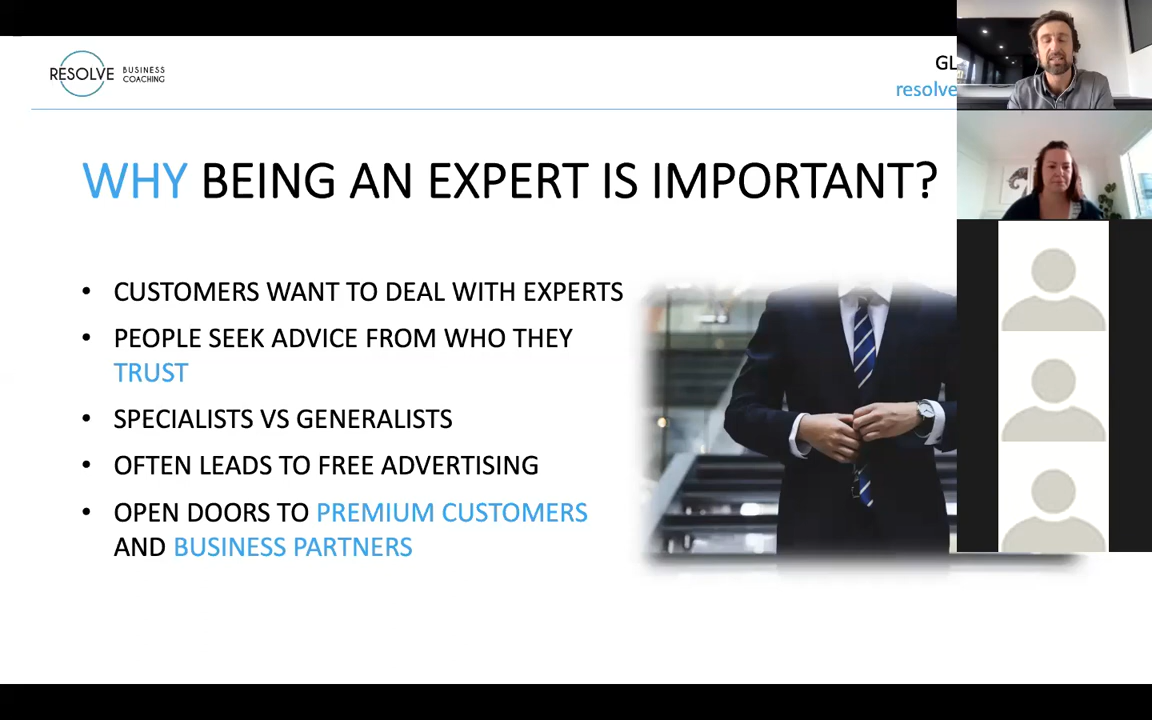 RESOLVE BUSINESS
COACHING
GL
resolve
WHY BEING AN EXPERT IS IMPORTANT?
• CUSTOMERS WANT TO DEAL WITH EXPERTS
• PEOPLE SEEK ADVICE FROM WHO THEY
TRUST
• SPECIALISTS VS GENERALISTS
• OFTEN LEADS TO FREE ADVERTISING
• OPEN DOORS TO PREMIUM CUSTOMERS
AND BUSINESS PARTNERS